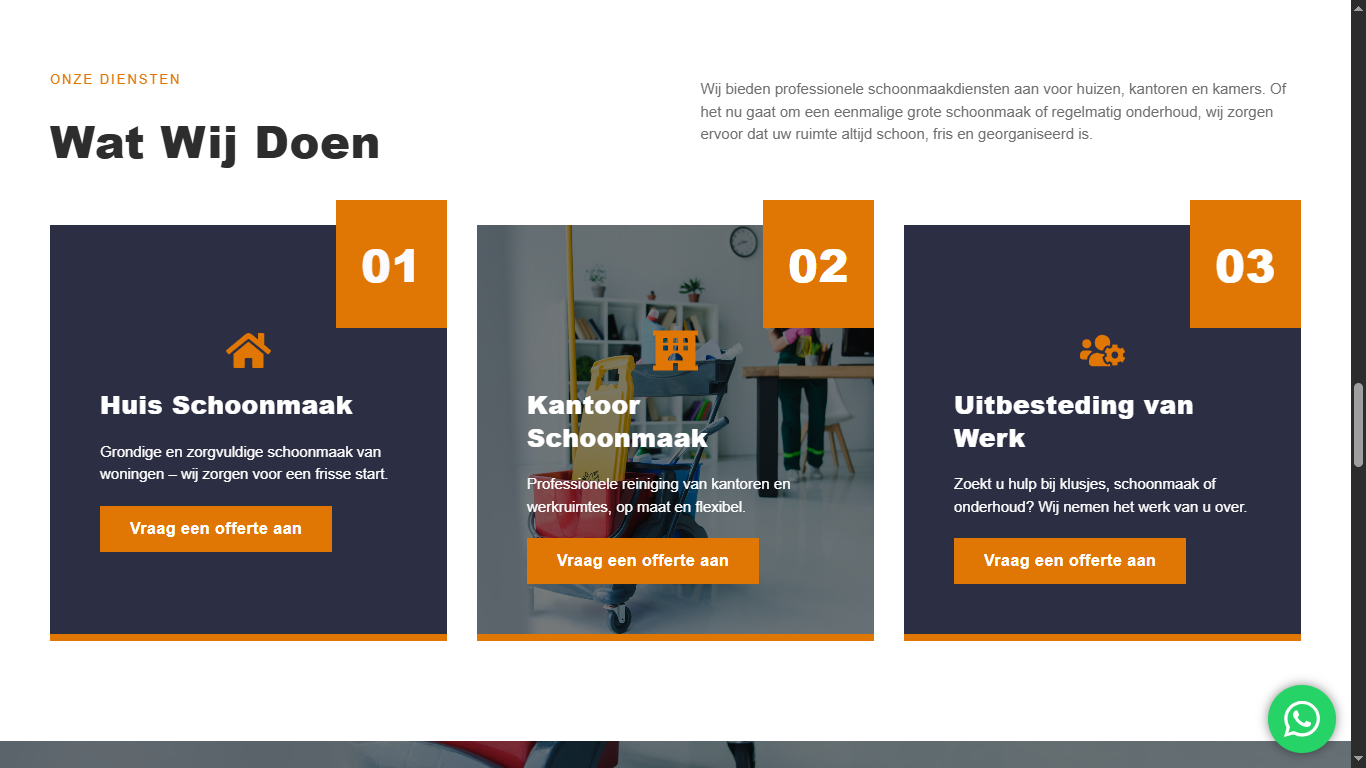 ONZE DIENSTEN
Wat Wij Doen
Wij bieden professionele schoonmaakdiensten aan voor huizen, kantoren en kamers. Of
het nu gaat om een eenmalige grote schoonmaak of regelmatig onderhoud, wij zorgen
ervoor dat uw ruimte altijd schoon, fris en georganiseerd is.
01
Huis Schoonmaak
Grondige en zorgvuldige schoonmaak van
woningen – wij zorgen voor een frisse start.
Vraag een offerte aan
02
Kantoor
Schoonmaak
Professionele reiniging van kantoren en
werkruimtes, op maat en flexibel.
Vraag een offerte aan
03
Uitbesteding van
Werk
Zoekt u hulp bij klusjes, schoonmaak of
onderhoud? Wij nemen het werk van u over.
Vraag een offerte aan